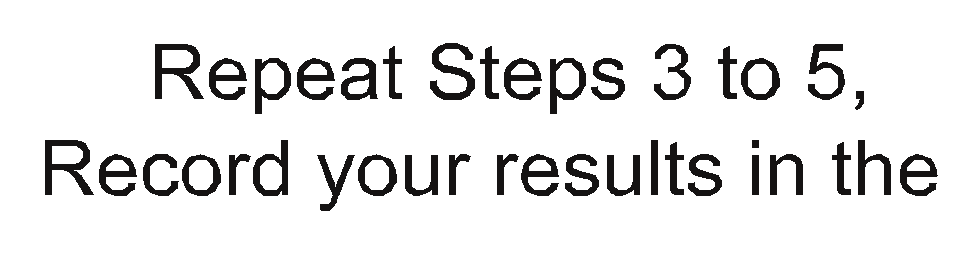 Repeat Steps 3 to 5,
Record your results in the